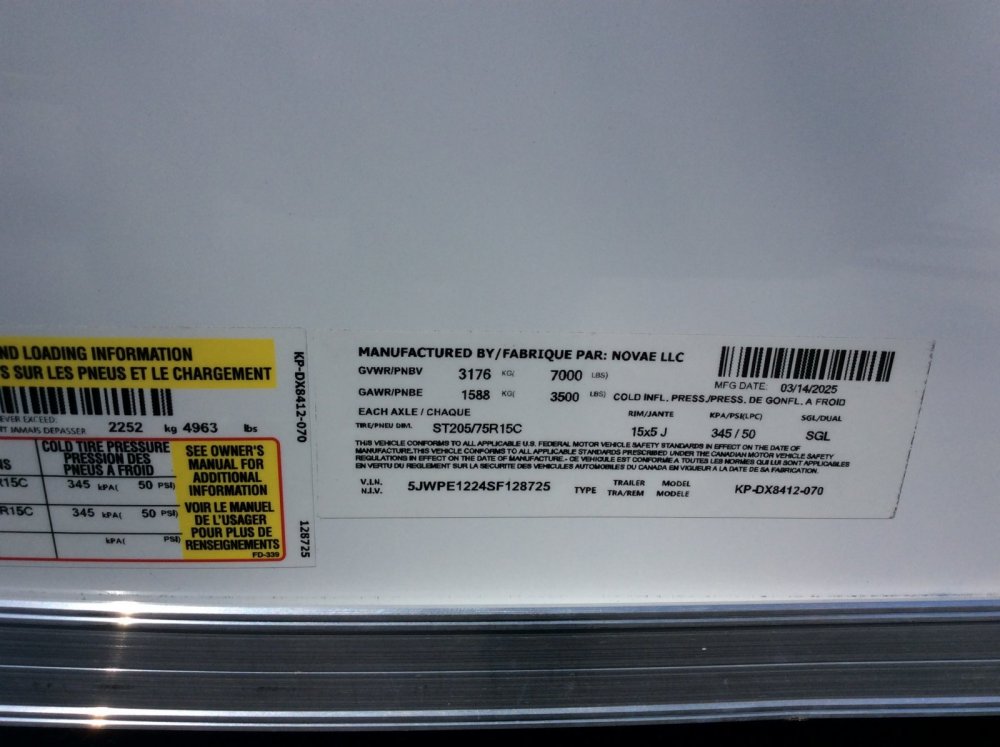 ND LOADING INFORMATION
S SUR LES PNEUS ET LE CHARGEMENT
EVER EXCEED:
T JAMAIS DEPASSER 2252 kg 4963 lbs
COLD TIRE PRESSURE
PRESSION DES
PNEUS A FROID
NS
R15C 345 kPA( 50 PSI)
R15C 345 kPA( 50 PSI)
kPA( PSI)
SEE OWNER'S
MANUAL FOR
ADDITIONAL
INFORMATION
VOIR LE MANUEL
DE L'USAGER
POUR PLUS DE
RENSEIGNEMENTS
FD-339
KP-DX8412-070
128725
MANUFACTURED BY/FABRIQUE PAR: NOVAE LLC
GVWR/PNBV 3176 KG( 7000 LBS)
GAWR/PNBE 1588 KG( 3500 LBS)
MFG DATE: 03/14/2025
COLD INFL. PRESS./PRESS. DE GONFL. A FROID
EACH AXLE / CHAQUE
RIM/JANTE KPA/PSI(LPC) SGL/DUAL
TIRE/PNEU DIM. ST205/75R15C 15x5 J 345 / 50 SGL
THIS VEHICLE CONFORMS TO ALL APPLICABLE U.S. FEDERAL MOTOR VEHICLE SAFETY STANDARDS IN EFFECT ON THE DATE OF
MANUFACTURE.THIS VEHICLE CONFORMS TO ALL APPLICABLE STANDARDS PRESCRIBED UNDER THE CANADIAN MOTOR VEHICLE SAFETY
REGULATIONS IN EFFECT ON THE DATE OF MANUFACTURE.- CE VEHICULE EST CONFORME A TOUTES LES NORMES QUI LUI SONT APPLICABLES
EN VERTU DU REGLEMENT SUR LA SECURITE DES VEHICULES AUTOMOBILES DU CANADA EN VIGUEUR A LA DATE DE SA FABRICATION.
V.I.N.
N.I.V.
5JWPE1224SF128725
TYPE TRAILER
TRA/REM
MODEL
MODELE
KP-DX8412-070